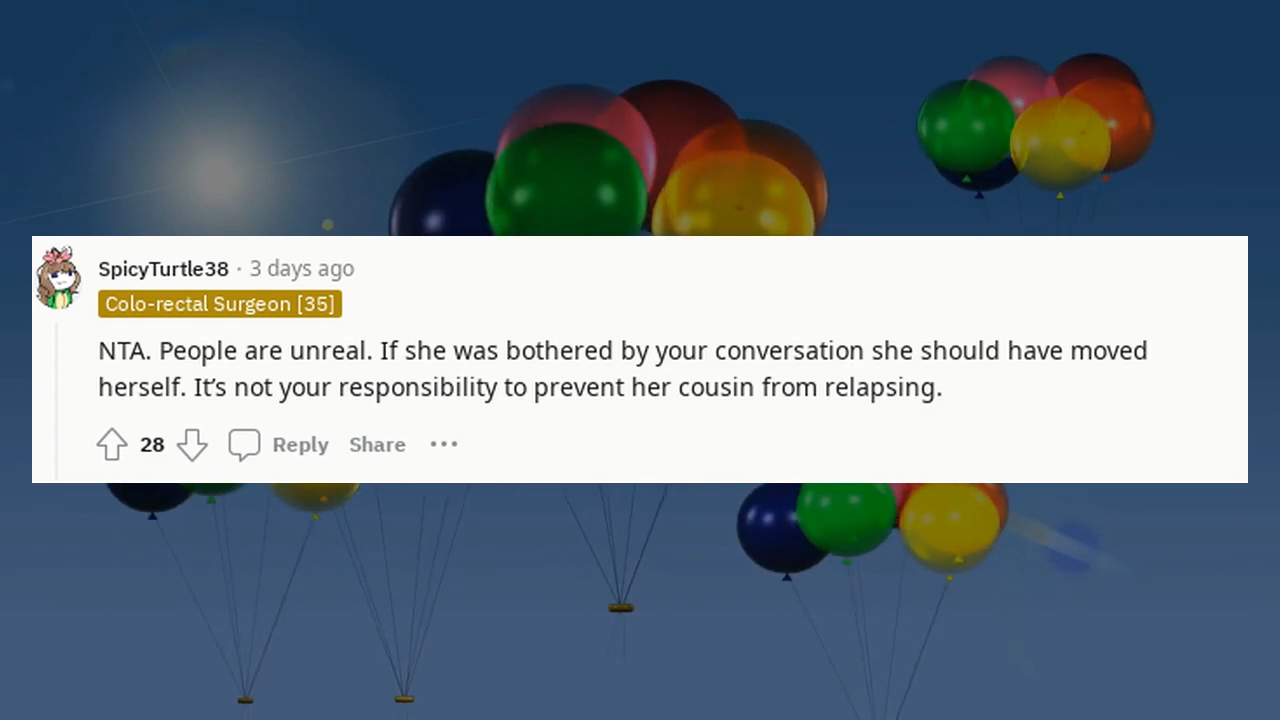 SpicyTurtle38 · 3 days ago
Colo-rectal Surgeon [35]
NTA. People are unreal. If she was bothered by your conversation she should have moved
herself. It’s not your responsibility to prevent her cousin from relapsing.
28 Reply Share ···